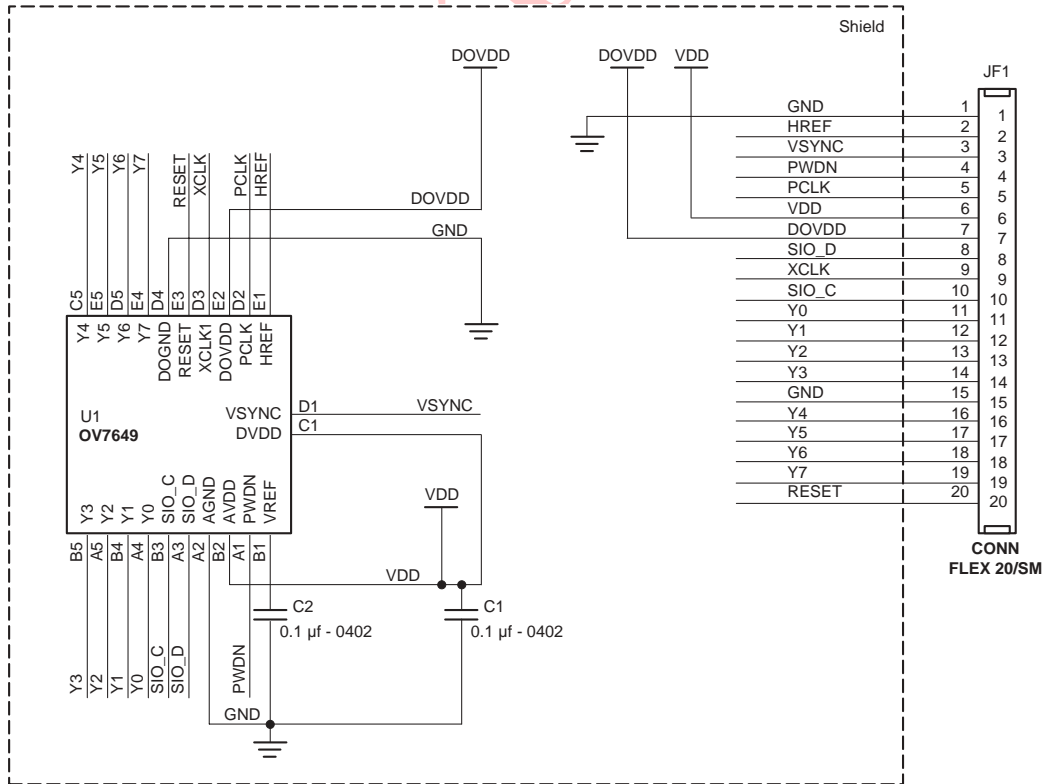 Shield
DOVDD
DOVDD VDD
JF1
GND 1 1
HREF 2 2
VSYNC 3 3
PWDN 4 4
PCLK 5 5
VDD 6 6
DOVDD 7 7
SIO_D 8 8
XCLK 9 9
SIO_C 10 10
Y0 11 11
Y1 12 12
Y2 13 13
Y3 14 14
GND 15 15
Y4 16 16
Y5 17 17
Y6 18 18
Y7 19 19
RESET 20 20
CONN
FLEX 20/SM
Y4 Y5 Y6 Y7 RESET XCLK PCLK HREF
DOVDD
GND
C5 E5 D5 E4 D4 E3 D3 E2 D2 E1
Y4 Y5 Y6 Y7 DOGND RESET XCLK1 DOVDD PCLK HREF
U1
OV7649
VSYNC D1 VSYNC
DVDD C1
Y3 Y2 Y1 Y0 SIO_C SIO_D AGND AVDD PWDN VREF
B5 A5 B4 A4 B3 A3 A2 B2 A1 B1
VDD
VDD
C2
0.1 µf - 0402
C1
0.1 µf - 0402
Y3 Y2 Y1 Y0 SIO_C SIO_D PWDN
GND